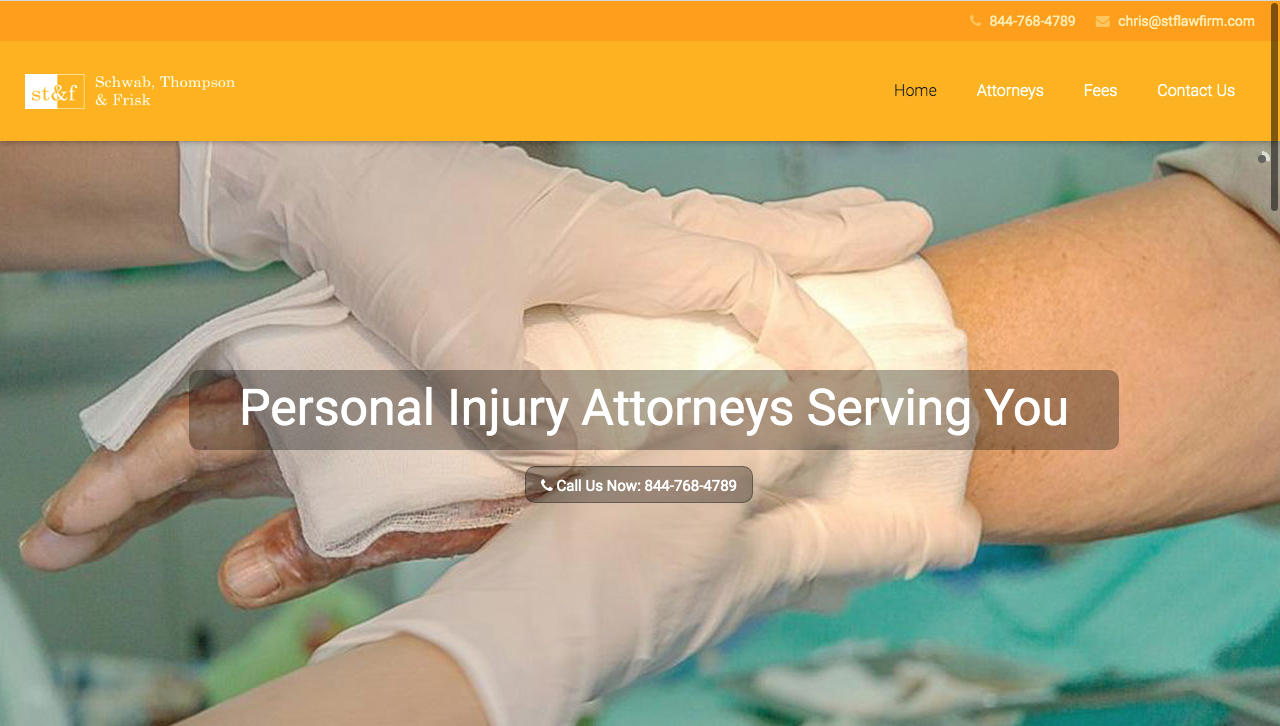 844-768-4789 chris@stflawfirm.com
st&f Schwab, Thompson
& Frisk
Home Attorneys Fees Contact Us
Personal Injury Attorneys Serving You
Call Us Now: 844-768-4789